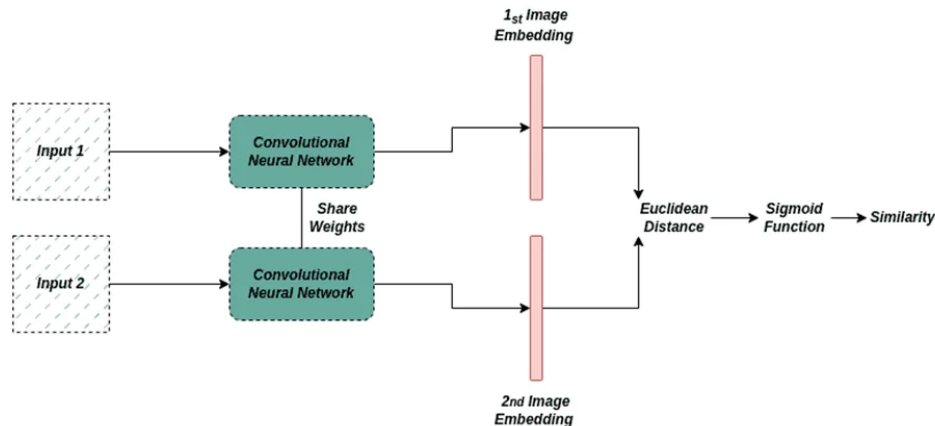 1st Image
Embedding
Input 1
Convolutional
Neural Network
Share
Weights
Input 2
Convolutional
Neural Network
Euclidean
Distance
Sigmoid
Function
Similarity
2nd Image
Embedding